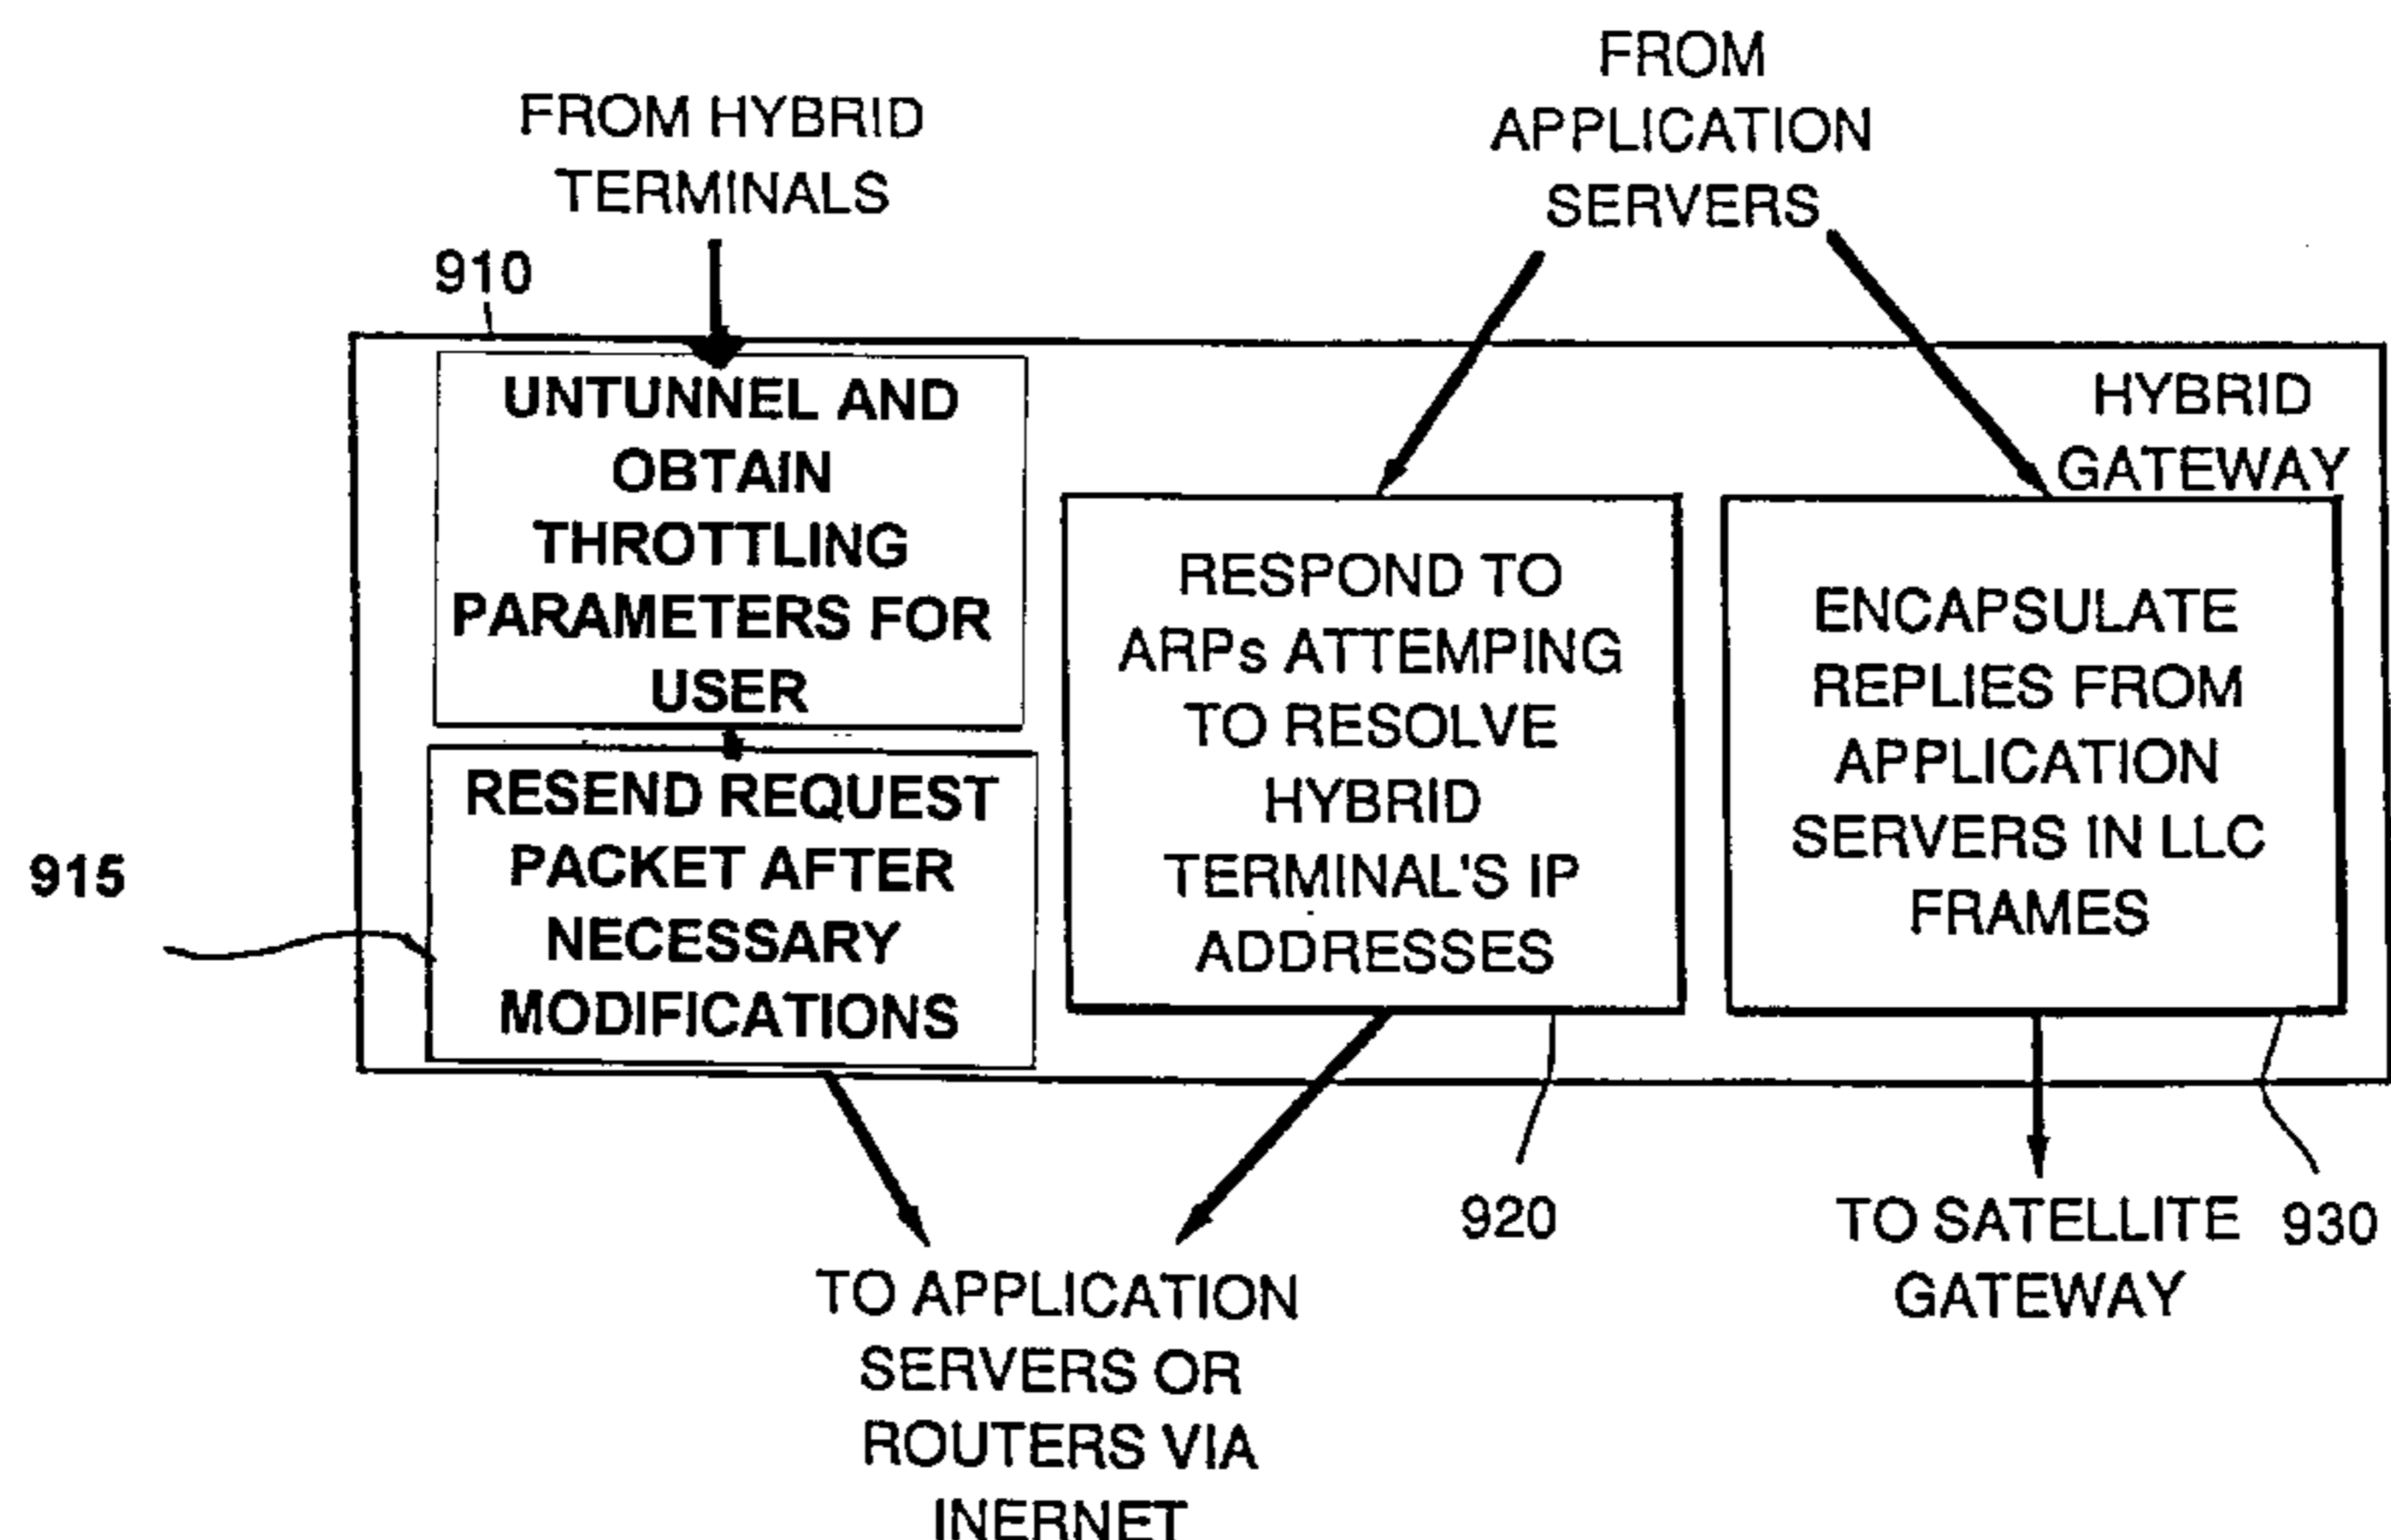 FROM HYBRID
TERMINALS
FROM
APPLICATION
SERVERS
910
HYBRID
GATEWAY
UNTUNNEL AND
OBTAIN
THROTTLING
PARAMETERS FOR
USER
915
RESEND REQUEST
PACKET AFTER
NECESSARY
MODIFICATIONS
RESPOND TO
ARPs ATTEMPING
TO RESOLVE
HYBRID
TERMINAL'S IP
ADDRESSES
ENCAPSULATE
REPLIES FROM
APPLICATION
SERVERS IN LLC
FRAMES
920
930
TO APPLICATION
SERVERS OR
ROUTERS VIA
INERNET
TO SATELLITE
GATEWAY